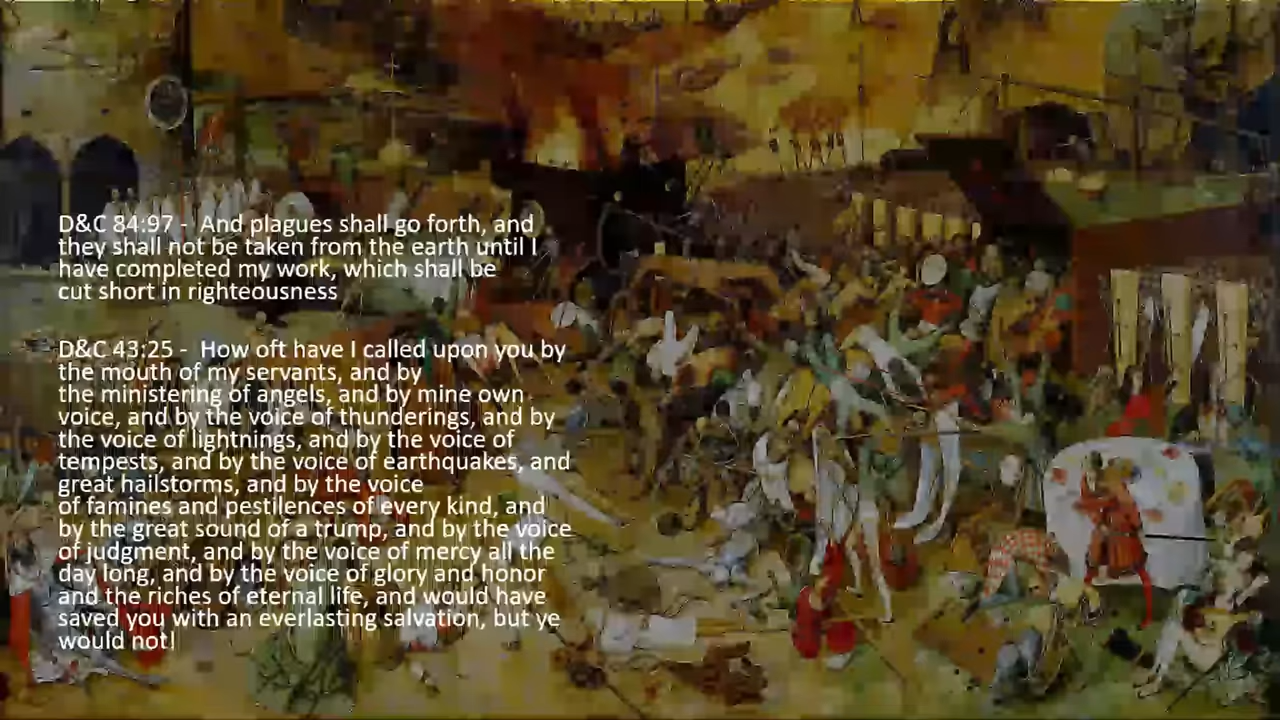 D&C 84:97 - And plagues shall go forth, and
they shall not be taken from the earth until I
have completed my work, which shall be
cut short in righteousness
D&C 43:25 - How oft have I called upon you by
the mouth of my servants, and by
the ministering of angels, and by mine own
voice, and by the voice of thunderings, and by
the voice of lightnings, and by the voice of
tempests, and by the voice of earthquakes, and
great hailstorms, and by the voice
of famines and pestilences of every kind, and
by the great sound of a trump, and by the voice
of judgment, and by the voice of mercy all the
day long, and by the voice of glory and honor
and the riches of eternal life, and would have
saved you with an everlasting salvation, but ye
would not!